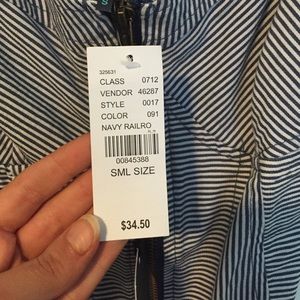 S
325631
CLASS 0712
VENDOR 46287
STYLE 0017
COLOR 091
NAVY RAILRO
00845388
SML SIZE
$34.50